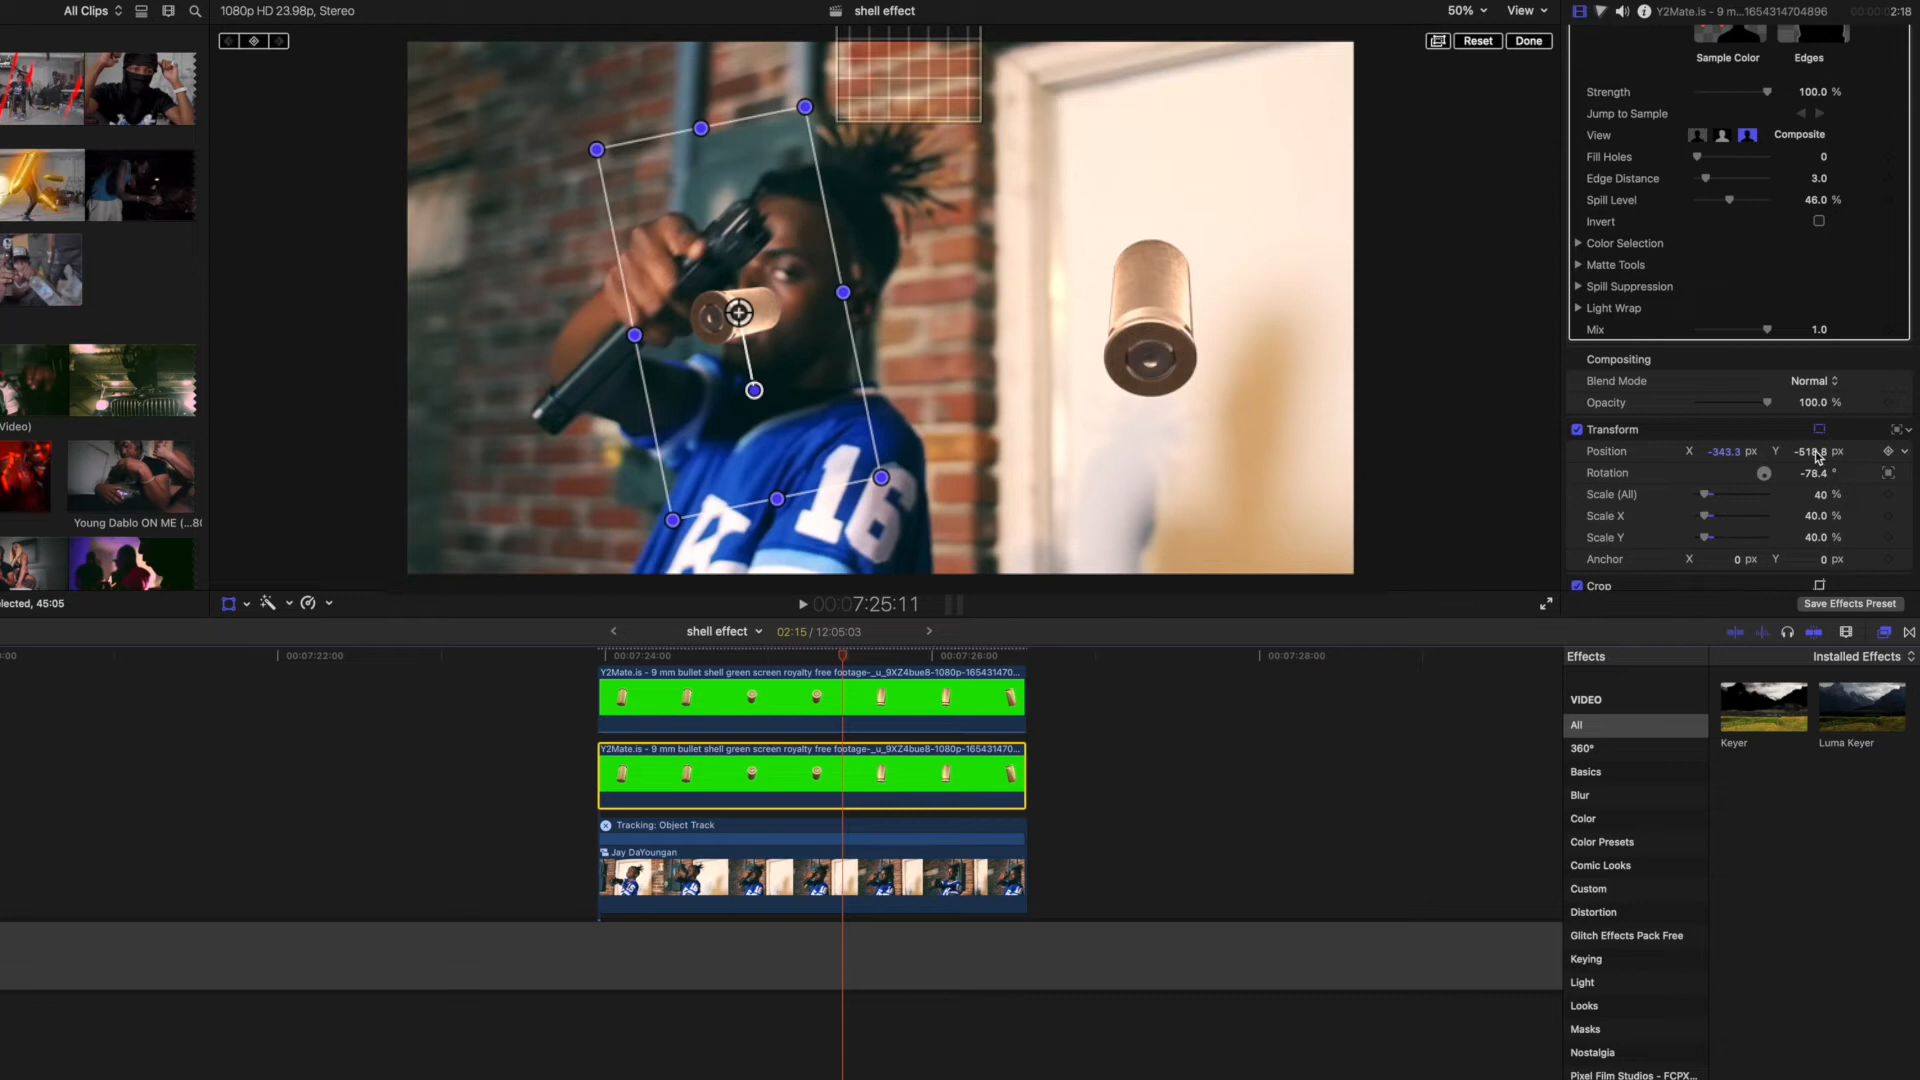 All Clips
1080p HD 23.98p, Stereo
shell effect
50%
View
Y2Mate.is - 9 m...1654314704896
00:00:02:18
Reset
Done
Sample Color
Edges
Strength
100.0 %
Jump to Sample
View
Composite
Fill Holes
0
Edge Distance
3.0
Spill Level
46.0 %
Invert
Color Selection
Matte Tools
Spill Suppression
Light Wrap
Mix
1.0
Compositing
Blend Mode
Normal
Opacity
100.0 %
Transform
Position X -343.3 px Y -518.8 px
Rotation
-78.4 °
Scale (All)
40 %
Scale X
40.0 %
Scale Y
40.0 %
Anchor X 0 px Y 0 px
Crop
Save Effects Preset
16
K
Video)
Young Dablo ON ME (...80
lected, 45:05
00:07:25:11
shell effect
02:15 / 12:05:03
:00
00:07:22:00
00:07:24:00
00:07:26:00
00:07:28:00
Y2Mate.is - 9 mm bullet shell green screen royalty free footage-_u_9XZ4bue8-1080p-165431470...
Y2Mate.is - 9 mm bullet shell green screen royalty free footage-_u_9XZ4bue8-1080p-165431470...
Tracking: Object Track
Jay DaYoungan
Effects
Installed Effects
VIDEO
All
360°
Basics
Blur
Color
Color Presets
Comic Looks
Custom
Distortion
Glitch Effects Pack Free
Keying
Light
Looks
Masks
Nostalgia
Pixel Film Studios - FCPX...
Keyer
Luma Keyer